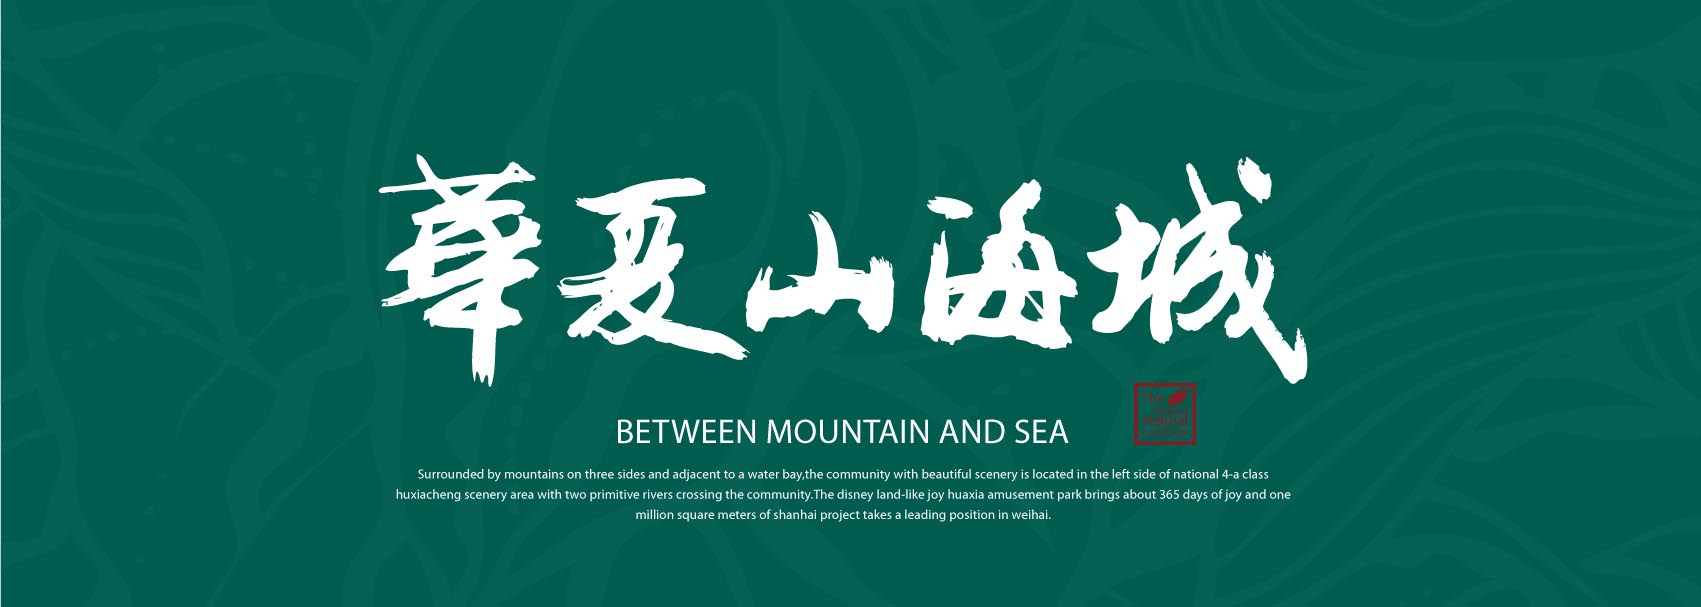 華夏山海城
BETWEEN MOUNTAIN AND SEA
The
Natural
Surrounded by mountains on three sides and adjacent to a water bay,the community with beautiful scenery is located in the left side of national 4-a class
huxiacheng scenery area with two primitive rivers crossing the community.The disney land-like joy huaxia amusement park brings about 365 days of joy and one
million square meters of shanhai project takes a leading position in weihai.